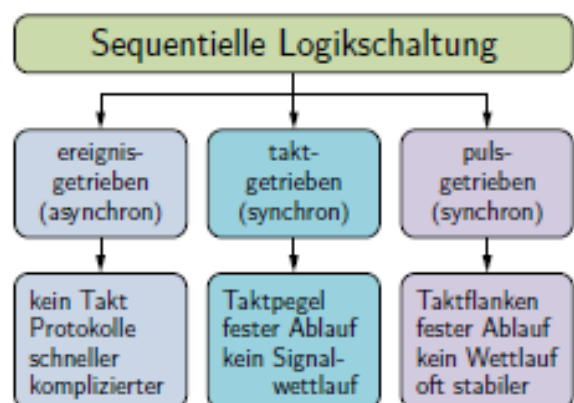 Sequentielle Logikschaltung
ereignis-
getrieben
(asynchron)
takt-
getrieben
(synchron)
puls-
getrieben
(synchron)
kein Takt
Protokolle
schneller
komplizierter
Taktpegel
fester Ablauf
kein Signal-
wettlauf
Taktflanken
fester Ablauf
kein Wettlauf
oft stabiler